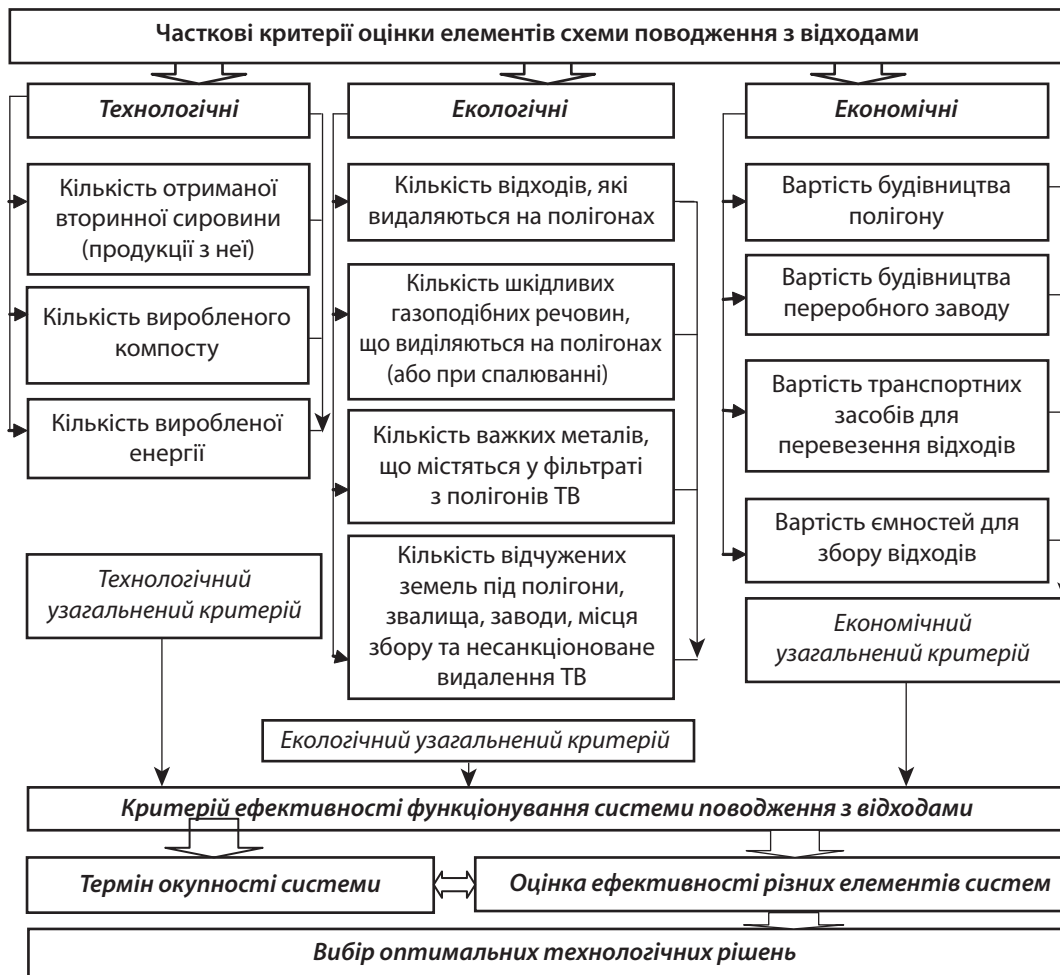 Часткові критерії оцінки елементів схеми поводження з відходами
Технологічні
Кількість отриманої
вторинної сировини
(продукції з неї)
Кількість виробленого
компосту
Кількість виробленої
енергії
Технологічний
узагальнений критерій
Екологічні
Кількість відходів, які
видаляються на полігонах
Кількість шкідливих
газоподібних речовин,
що виділяються на полігонах
(або при спалюванні)
Кількість важких металів,
що містяться у фільтраті
з полігонів ТВ
Кількість відчужених
земель під полігони,
звалища, заводи, місця
збору та несанкціоноване
видалення ТВ
Екологічний узагальнений критерій
Економічні
Вартість будівництва
полігону
Вартість будівництва
переробного заводу
Вартість транспортних
засобів для
перевезення відходів
Вартість ємностей для
збору відходів
Економічний
узагальнений критерій
Критерій ефективності функціонування системи поводження з відходами
Термін окупності системи
Оцінка ефективності різних елементів систем
Вибір оптимальних технологічних рішень